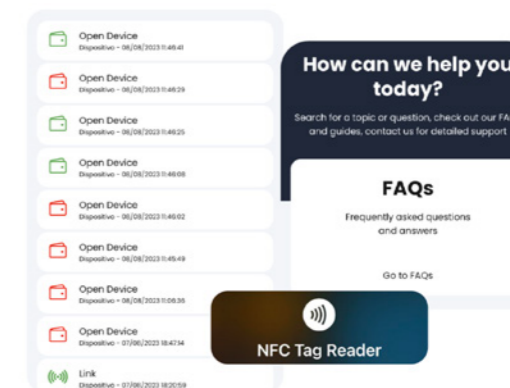 Open Device
Dispositivo - 08/08/2023 11:46:41
Open Device
Dispositivo - 08/08/2023 11:46:29
Open Device
Dispositivo - 08/08/2023 11:46:25
Open Device
Dispositivo - 08/08/2023 11:46:08
Open Device
Dispositivo - 08/08/2023 11:46:02
Open Device
Dispositivo - 08/08/2023 11:45:49
Open Device
Dispositivo - 08/08/2023 11:06:36
Open Device
Dispositivo - 07/08/2023 18:47:14
Link
Dispositivo - 07/08/2023 18:20:59
How can we help you
today?
Search for a topic or question, check out our FA
and guides, contact us for detailed support
FAQs
Frequently asked questions
and answers
Go to FAQs
NFC Tag Reader